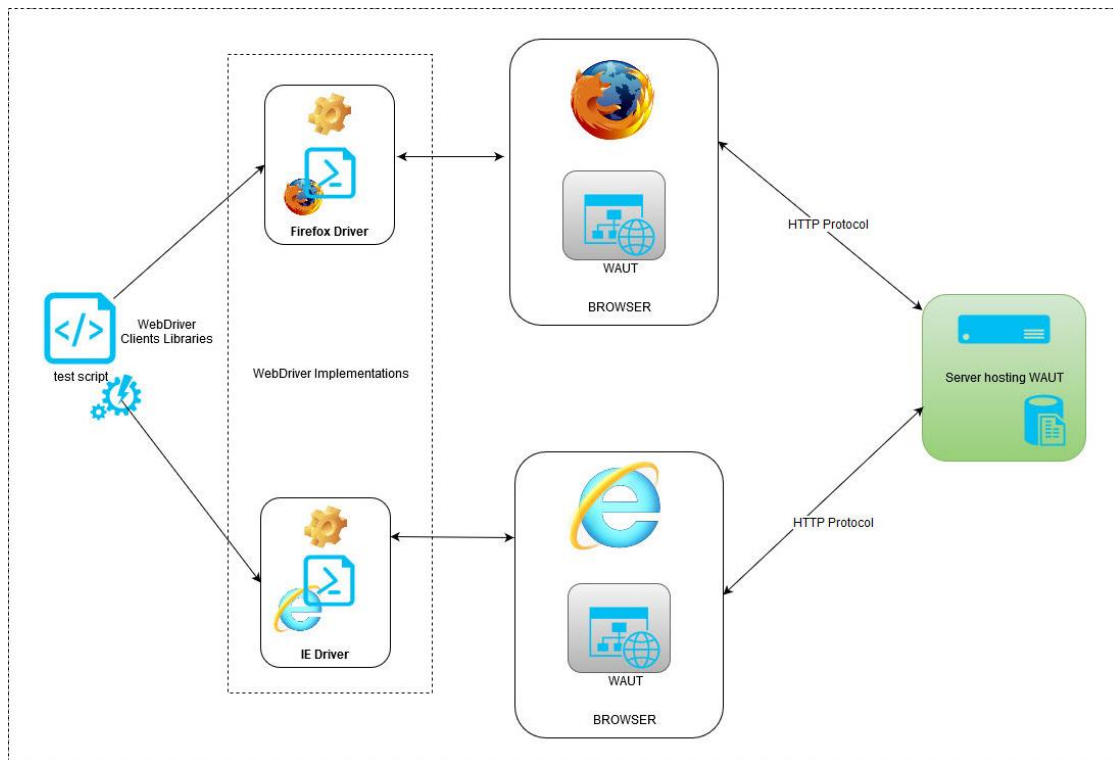 Firefox Driver
WAUT
BROWSER
HTTP Protocol
WebDriver
Clients Libraries
test script
WebDriver Implementations
Server hosting WAUT
HTTP Protocol
IE Driver
WAUT
BROWSER